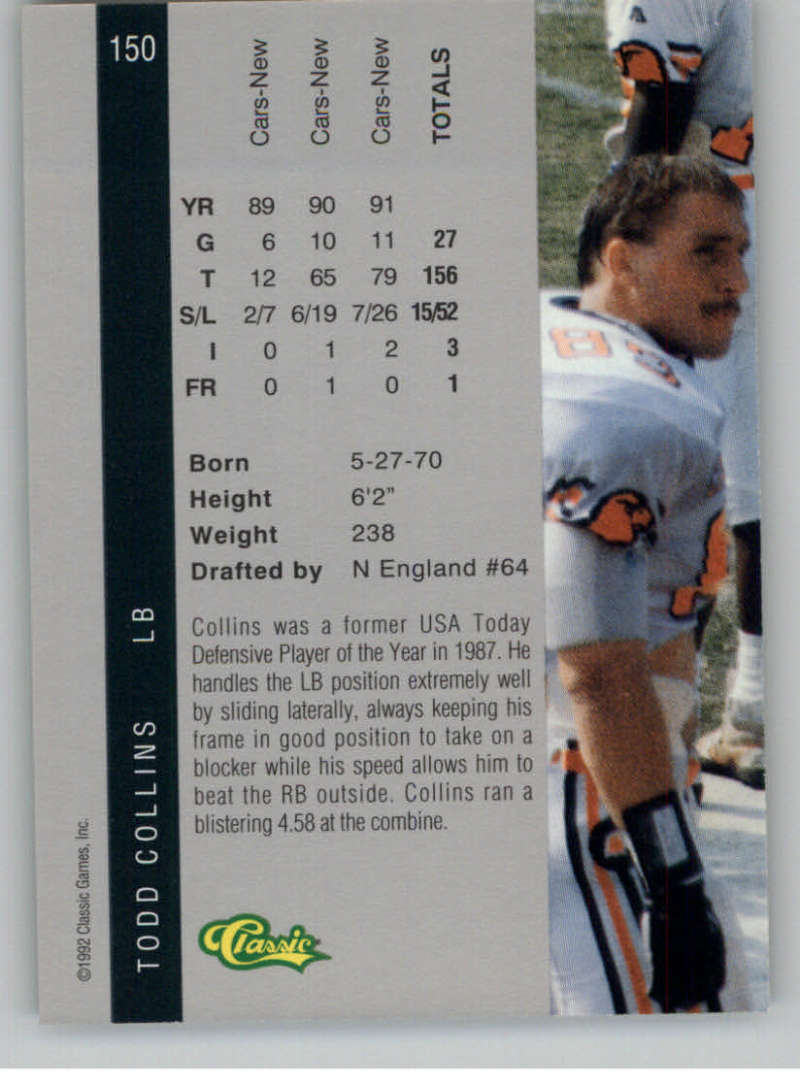 150
Cars-New Cars-New Cars-New TOTALS
YR 89 90 91
G 6 10 11 27
T 12 65 79 156
S/L 2/7 6/19 7/26 15/52
I 0 1 2 3
FR 0 1 0 1
Born 5-27-70
Height 6'2"
Weight 238
Drafted by N England #64
Collins was a former USA Today
Defensive Player of the Year in 1987. He
handles the LB position extremely well
by sliding laterally, always keeping his
frame in good position to take on a
blocker while his speed allows him to
beat the RB outside. Collins ran a
blistering 4.58 at the combine.
Classic
TODD COLLINS LB
©1992 Classic Games, Inc.